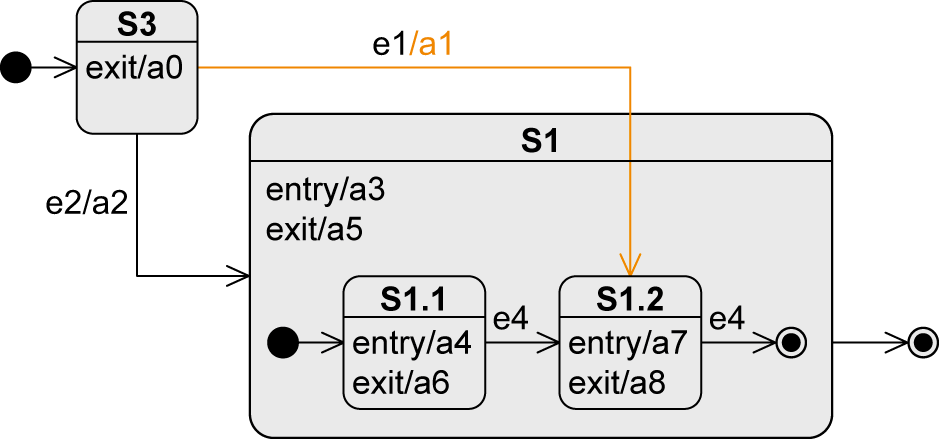 S3
exit/a0
e1/a1
S1
e2/a2
entry/a3
exit/a5
S1.1
entry/a4
exit/a6
e4
S1.2
entry/a7
exit/a8
e4